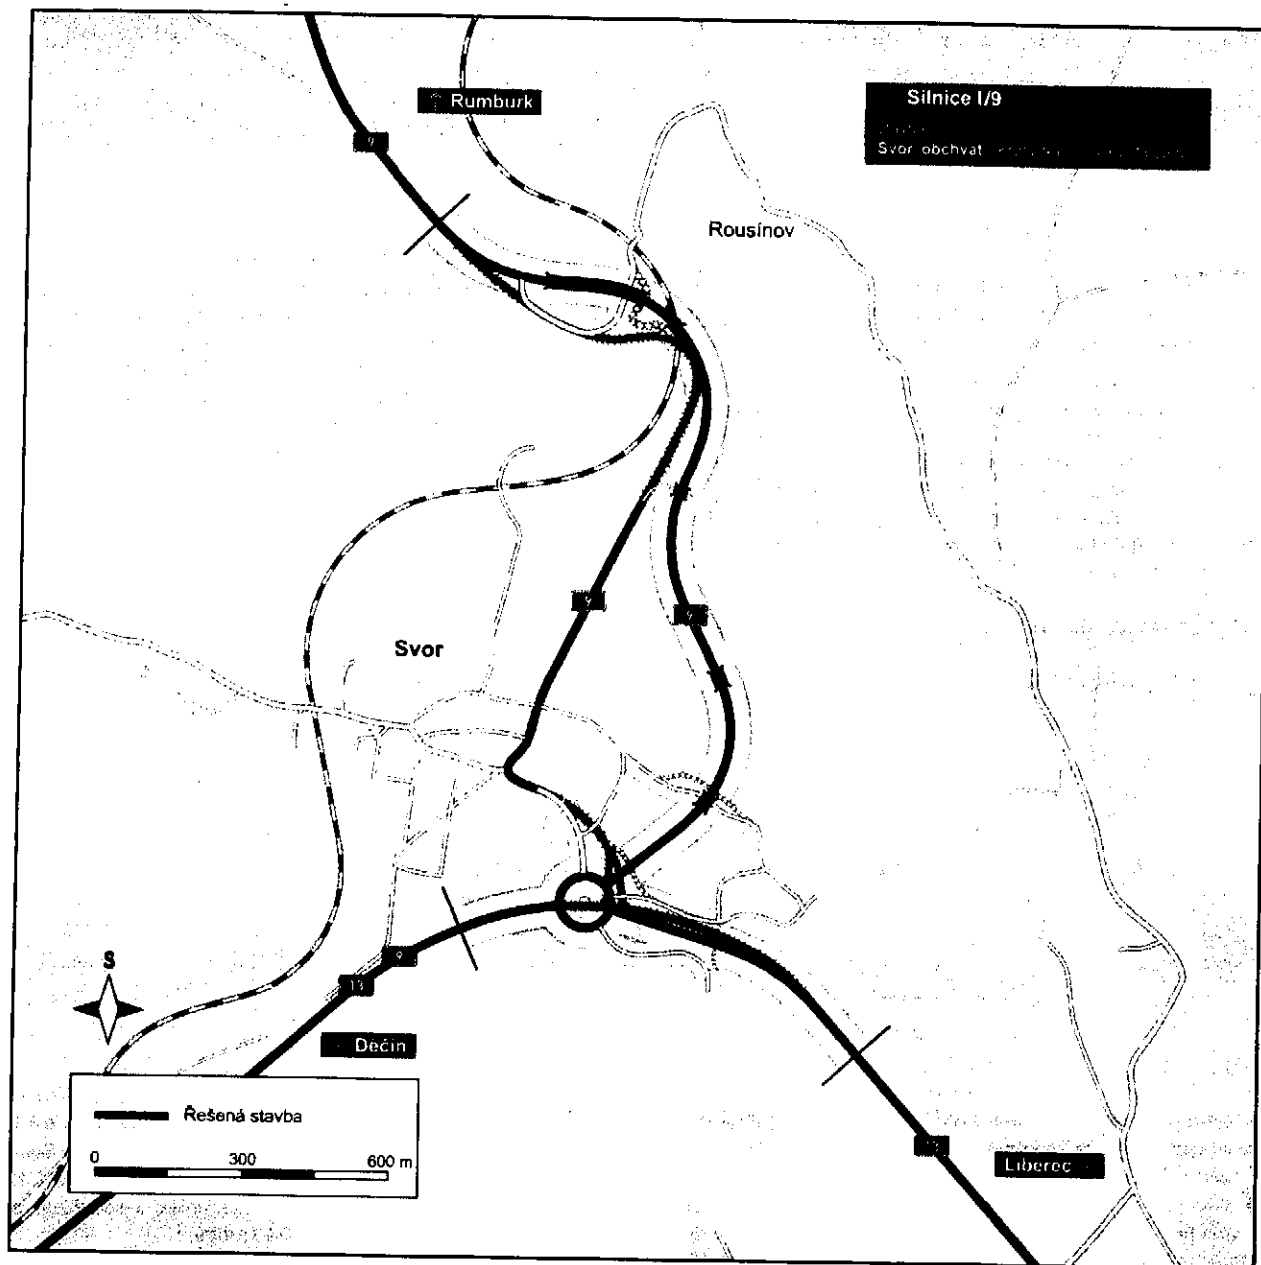 Rumburk
Silnice I/9
Svor obchvat
9
Rousínov
9
9
Svor
S
9
13
Děčín
Řešená stavba
0 300 600 m
Liberec